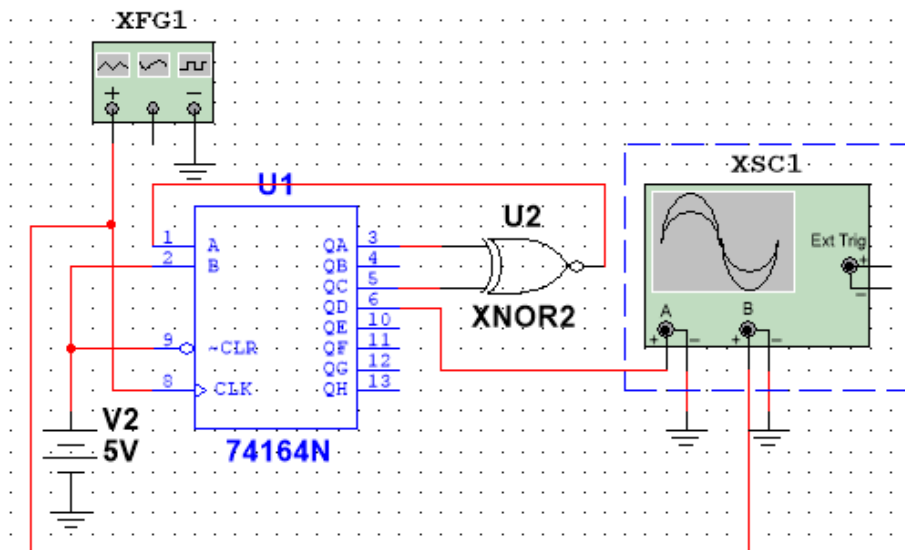 XFG1
+ −
U1
XSC1
U2
Ext Trig
+
−
A B
+ − + −
XNOR2
1 A QA 3
2 B QB 4
QC 5
QD 6
QE 10
9 ~CLR QF 11
QG 12
8 CLK QH 13
V2
5V
74164N